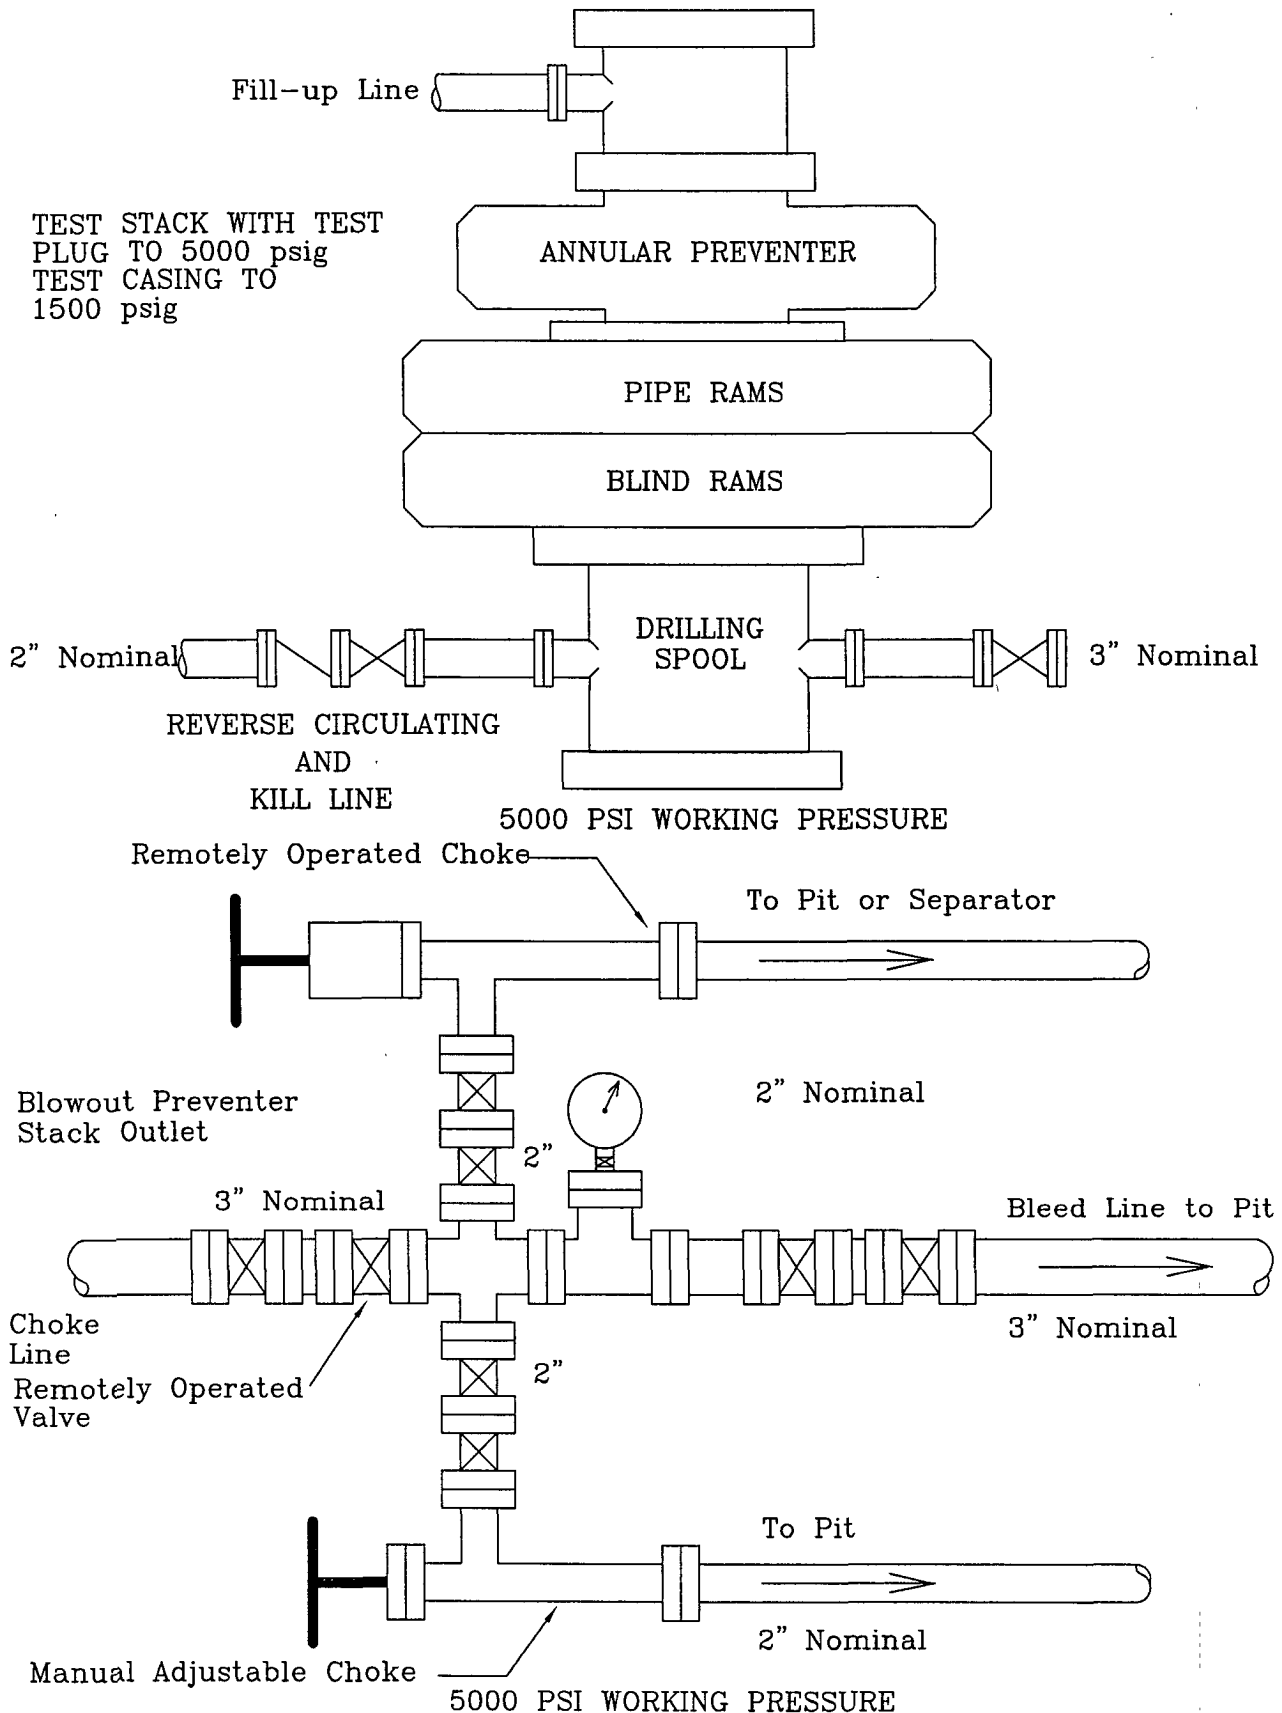 Fill-up Line
TEST STACK WITH TEST
PLUG TO 5000 psig
TEST CASING TO
1500 psig
ANNULAR PREVENTER
PIPE RAMS
BLIND RAMS
DRILLING
SPOOL
2" Nominal
3" Nominal
REVERSE CIRCULATING
AND
KILL LINE
5000 PSI WORKING PRESSURE
Remotely Operated Choke
To Pit or Separator
2" Nominal
Blowout Preventer
Stack Outlet
2"
3" Nominal
Bleed Line to Pit
3" Nominal
Choke
Line
Remotely Operated
Valve
2"
To Pit
2" Nominal
Manual Adjustable Choke
5000 PSI WORKING PRESSURE